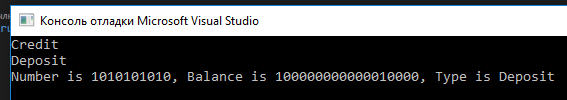 Консоль отладки Microsoft Visual Studio
Credit
Deposit
Number is 1010101010, Balance is 100000000000010000, Type is Deposit